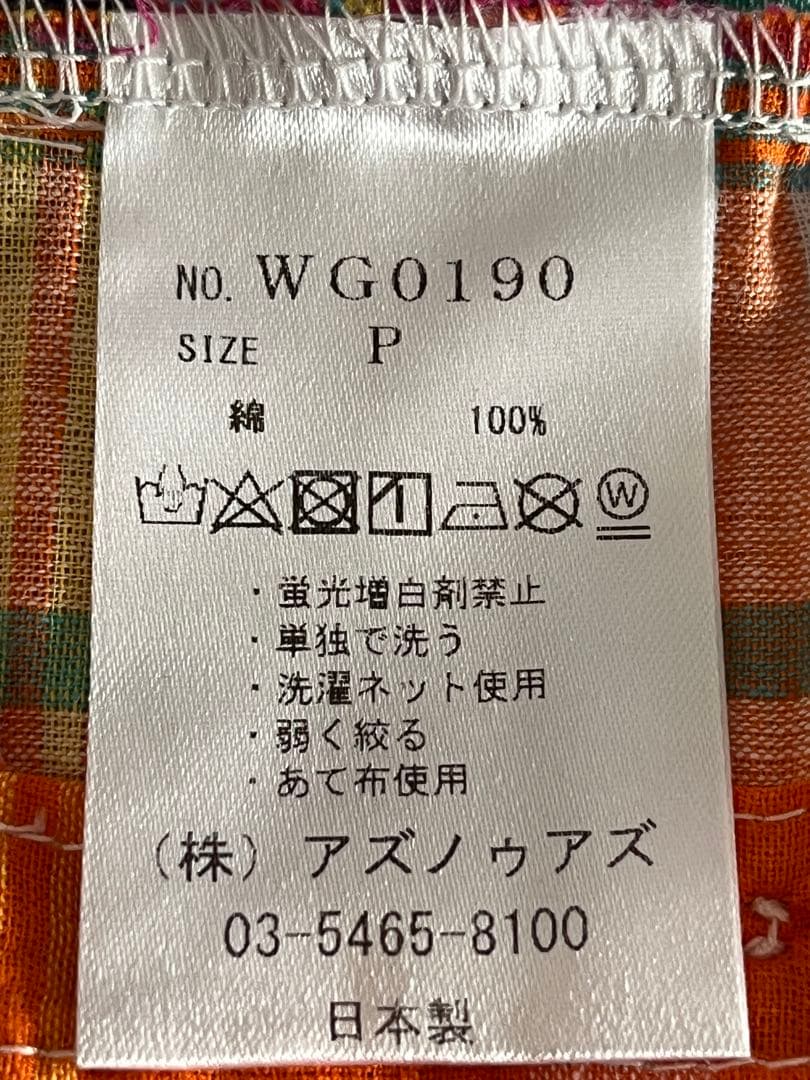 NO. WG0190
SIZE P
綿 100%
W
・蛍光増白剤禁止
・単独で洗う
・洗濯ネット使用
・弱く絞る
・あて布使用
(株) アズノゥアズ
03-5465-8100
日本製